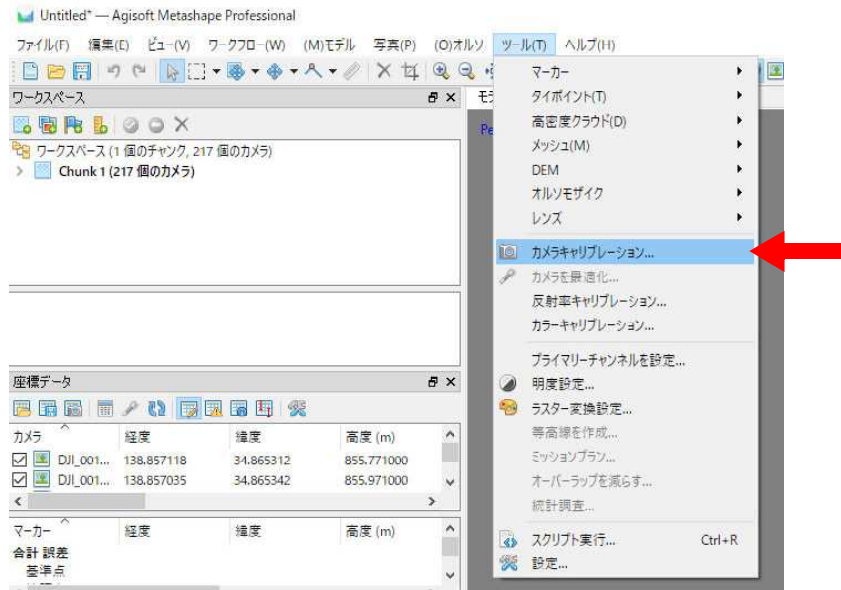 Untitled* — Agisoft Metashape Professional
ファイル(F) 編集(E) ビュー(V) ワークフロー(W) (M)モデル 写真(P) (O)オルソ ツール(T) ヘルプ(H)
ワークスペース
ワークスペース (1 個のチャンク, 217 個のカメラ)
Chunk 1 (217 個のカメラ)
座標データ
カメラ 経度 緯度 高度 (m)
DJI_001... 138.857118 34.865312 855.771000
DJI_001... 138.857035 34.865342 855.971000
マーカー 経度 緯度 高度 (m)
合計 誤差
基準点
マーカー
タイポイント(T)
高密度クラウド(D)
メッシュ(M)
DEM
オルソモザイク
レンズ
カメラキャリブレーション...
カメラを最適化...
反射率キャリブレーション...
カラーキャリブレーション...
プライマリーチャンネルを設定...
明度設定...
ラスター変換設定...
等高線を作成...
ミッションプラン...
オーバーラップを減らす...
統計調査...
スクリプト実行... Ctrl+R
設定...